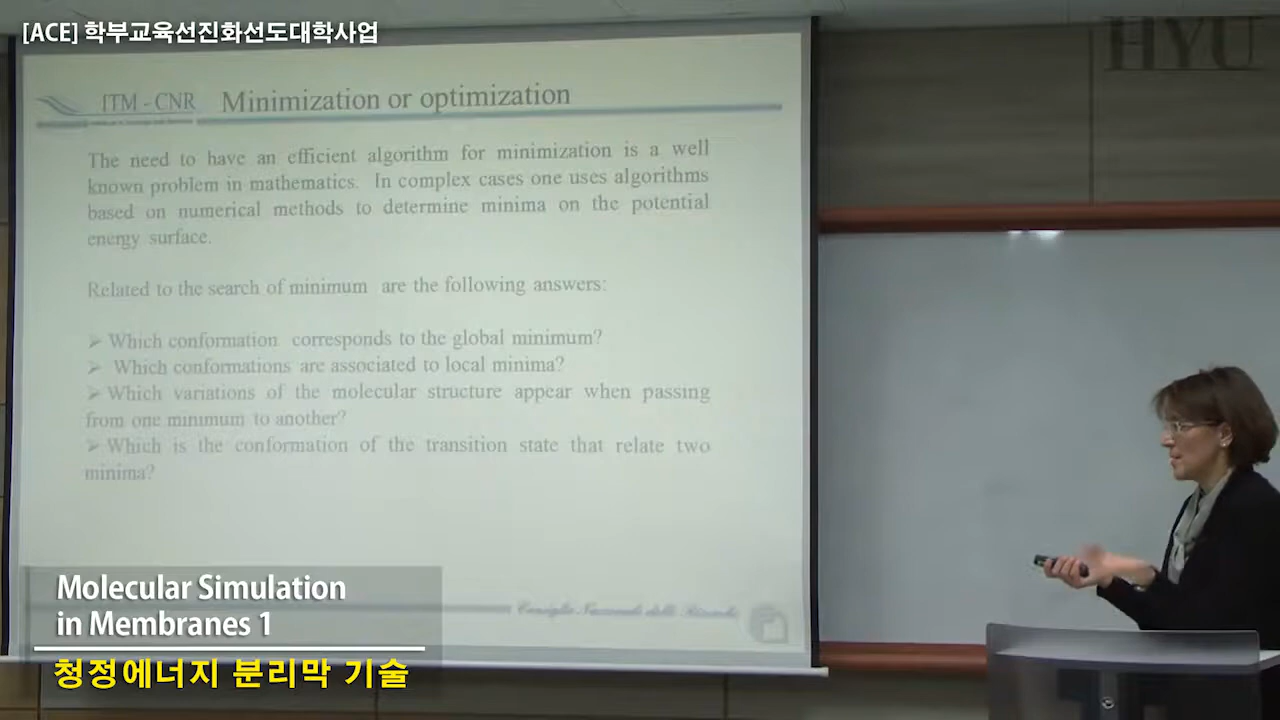 [ACE] 학부교육선진화선도대학사업
HYU
ITM - CNR
Minimization or optimization
The need to have an efficient algorithm for minimization is a well
known problem in mathematics. In complex cases one uses algorithms
based on numerical methods to determine minima on the potential
energy surface.
Related to the search of minimum are the following answers:
➢ Which conformation corresponds to the global minimum?
➢ Which conformations are associated to local minima?
➢ Which variations of the molecular structure appear when passing
from one minimum to another?
➢ Which is the conformation of the transition state that relate two
minima?
Consiglio Nazionale delle Ricerche
Molecular Simulation
in Membranes 1
청정에너지 분리막 기술